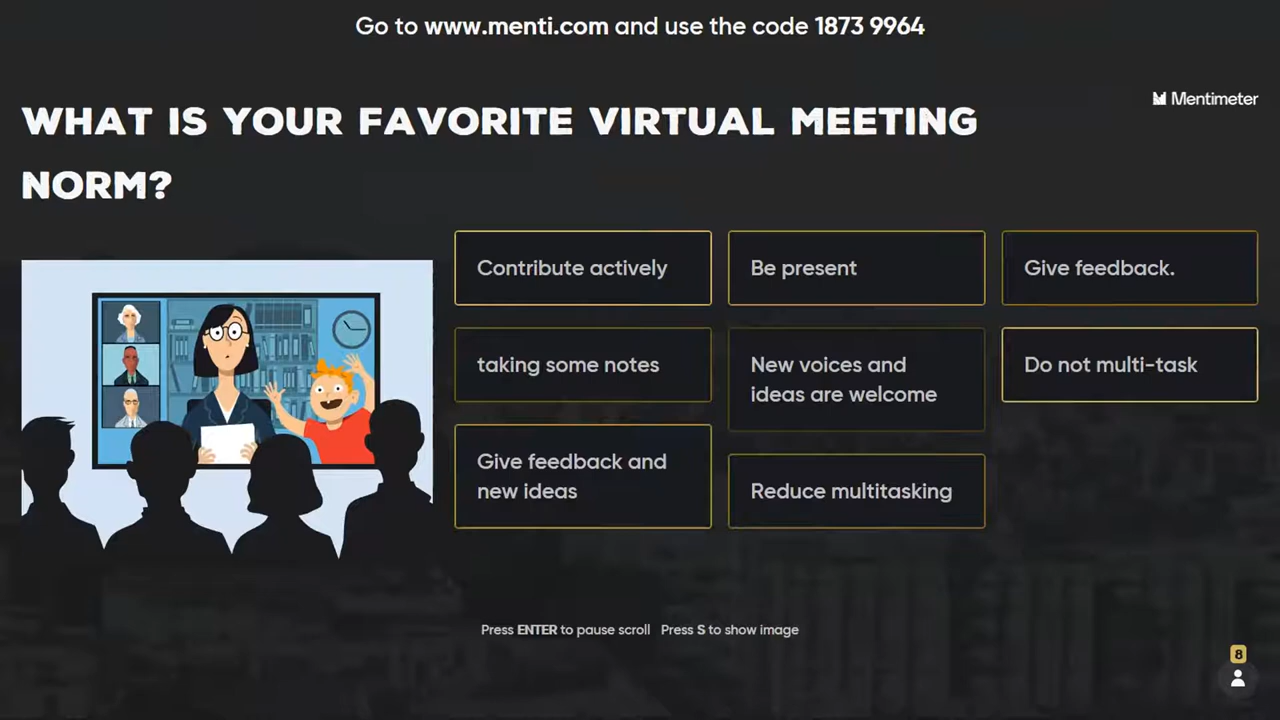 Go to www.menti.com and use the code 1873 9964
Mentimeter
WHAT IS YOUR FAVORITE VIRTUAL MEETING
NORM?
Contribute actively
Be present
Give feedback.
taking some notes
New voices and
ideas are welcome
Do not multi-task
Give feedback and
new ideas
Reduce multitasking
Press ENTER to pause scroll Press S to show image
8